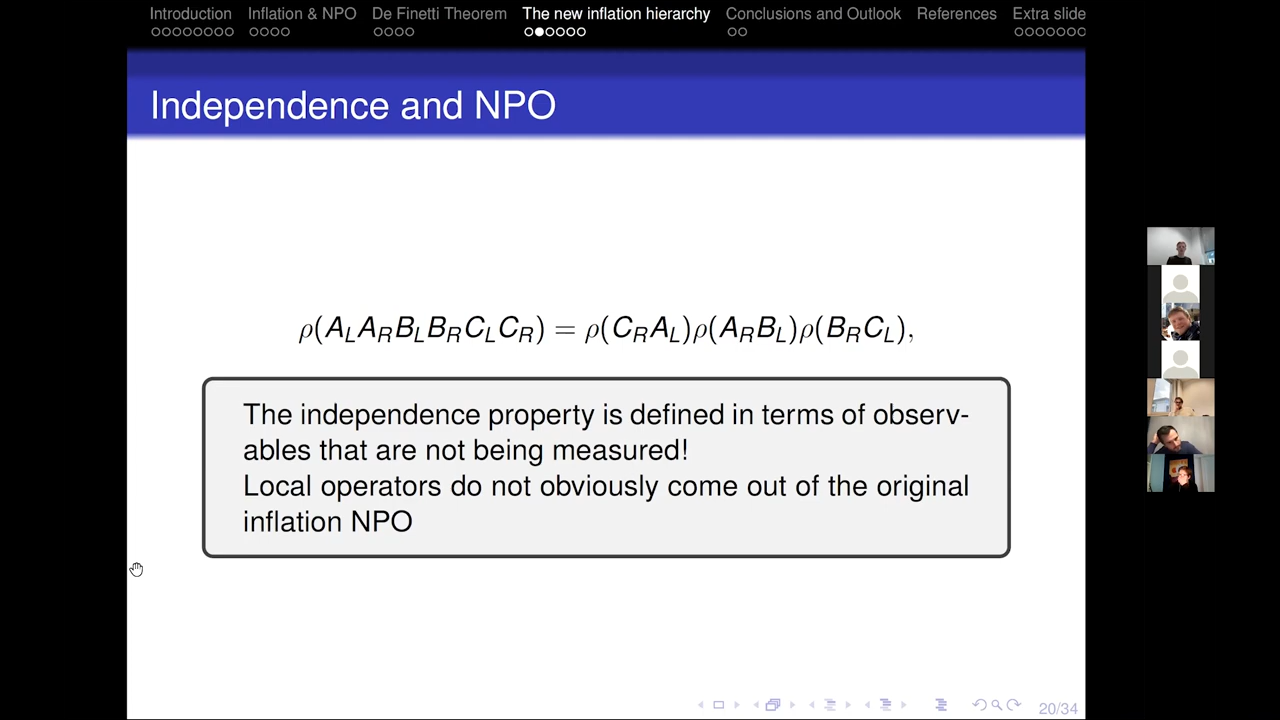 Introduction Inflation & NPO De Finetti Theorem The new inflation hierarchy Conclusions and Outlook References Extra slide
Independence and NPO
ρ(A_L A_R B_L B_R C_L C_R) = ρ(C_R A_L)ρ(A_R B_L)ρ(B_R C_L),
The independence property is defined in terms of observ-
ables that are not being measured!
Local operators do not obviously come out of the original
inflation NPO
20/34